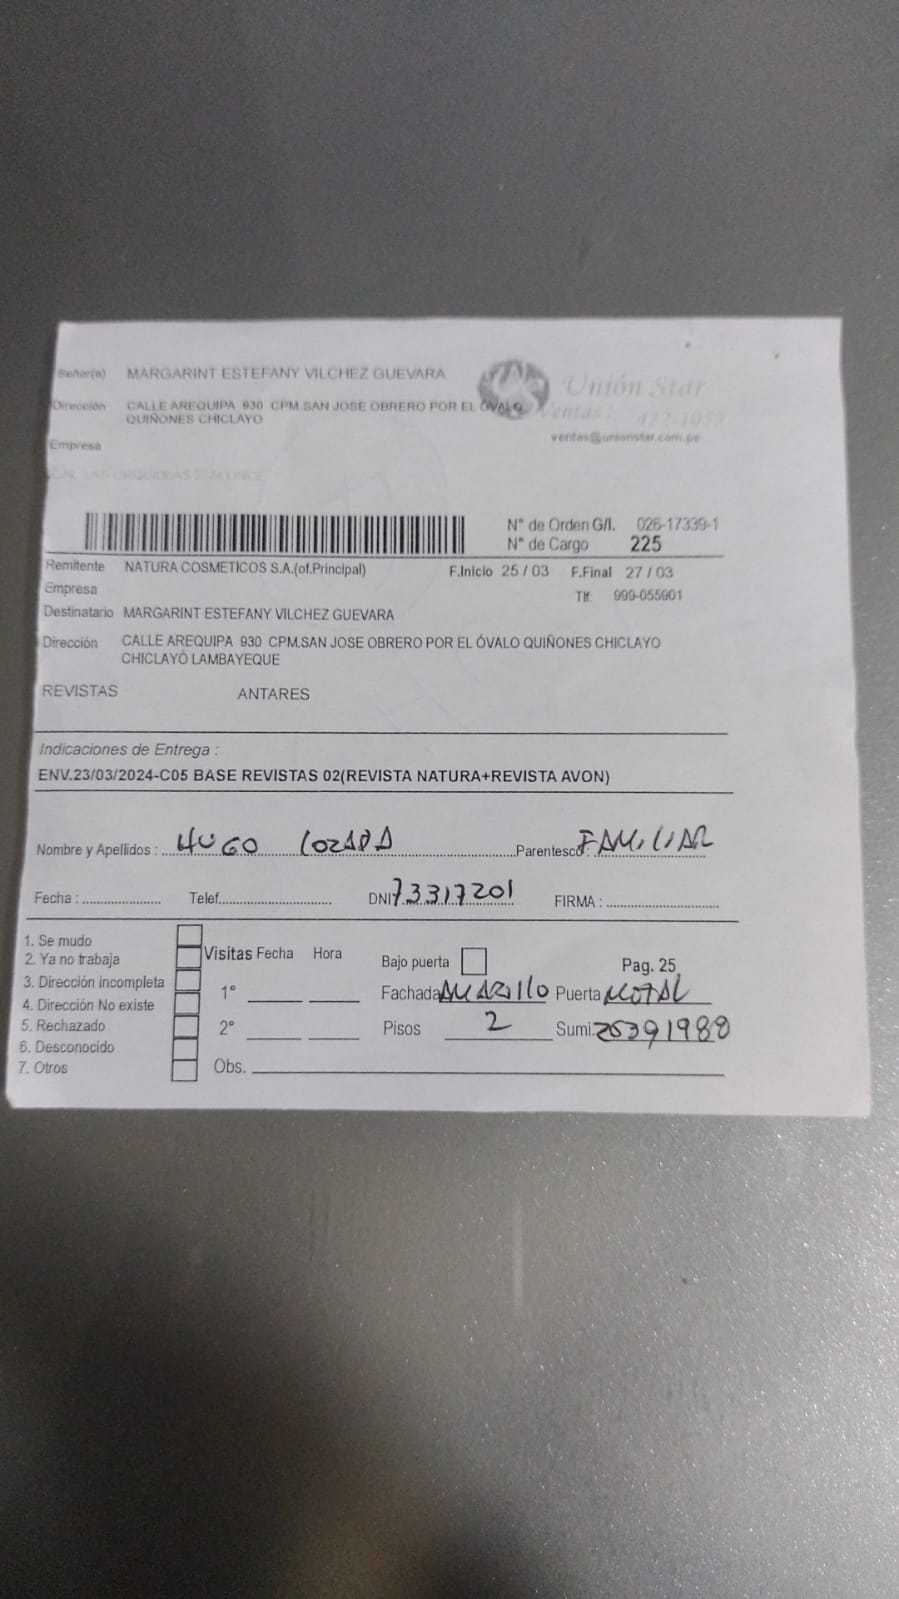 Señor(a) MARGARINT ESTEFANY VILCHEZ GUEVARA
Unión Star
Dirección CALLE AREQUIPA 930 CPM.SAN JOSE OBRERO POR EL ÓVALO
QUIÑONES CHICLAYO
Ventas :
ventas@unionstar.com.pe
Empresa
N° de Orden G/I. 026-17339-1
N° de Cargo 225
Remitente NATURA COSMETICOS S.A.(of.Principal) F.Inicio 25 / 03 F.Final 27 / 03
Empresa Tlf. 999-055901
Destinatario MARGARINT ESTEFANY VILCHEZ GUEVARA
Dirección CALLE AREQUIPA 930 CPM.SAN JOSE OBRERO POR EL ÓVALO QUIÑONES CHICLAYO
CHICLAYO LAMBAYEQUE
REVISTAS ANTARES
Indicaciones de Entrega :
ENV.23/03/2024-C05 BASE REVISTAS 02(REVISTA NATURA+REVISTA AVON)
Nombre y Apellidos : HUGO LOZADA Parentesco : FAMILIAR
Fecha : Telef. DNI 73317201 FIRMA :
1. Se mudo
2. Ya no trabaja
3. Dirección incompleta
4. Dirección No existe
5. Rechazado
6. Desconocido
7. Otros
Visitas Fecha Hora
1°
2°
Obs.
Bajo puerta Pag. 25
Fachada AMARILLO Puerta METAL
Pisos 2 Sumi. 25391988